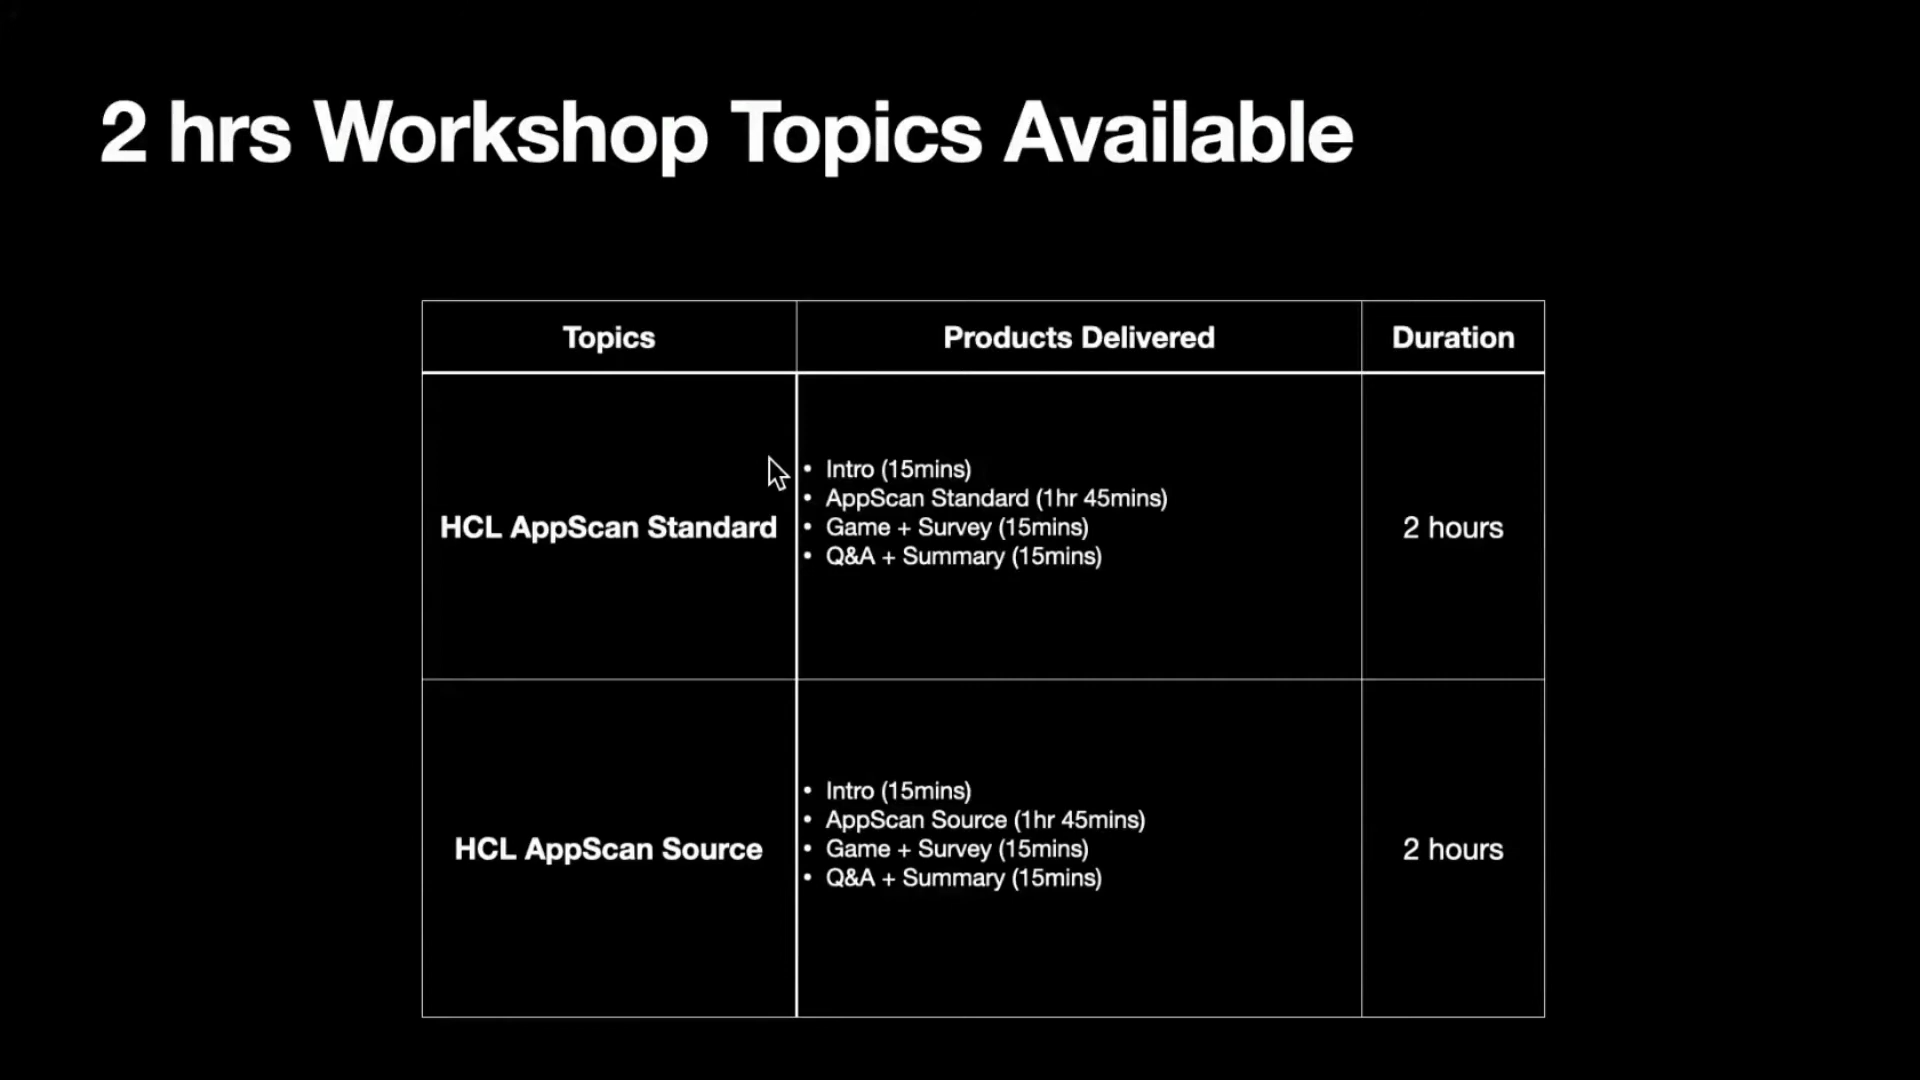 2 hrs Workshop Topics Available
Topics
Products Delivered
Duration
HCL AppScan Standard
• Intro (15mins)
• AppScan Standard (1hr 45mins)
• Game + Survey (15mins)
• Q&A + Summary (15mins)
2 hours
HCL AppScan Source
• Intro (15mins)
• AppScan Source (1hr 45mins)
• Game + Survey (15mins)
• Q&A + Summary (15mins)
2 hours